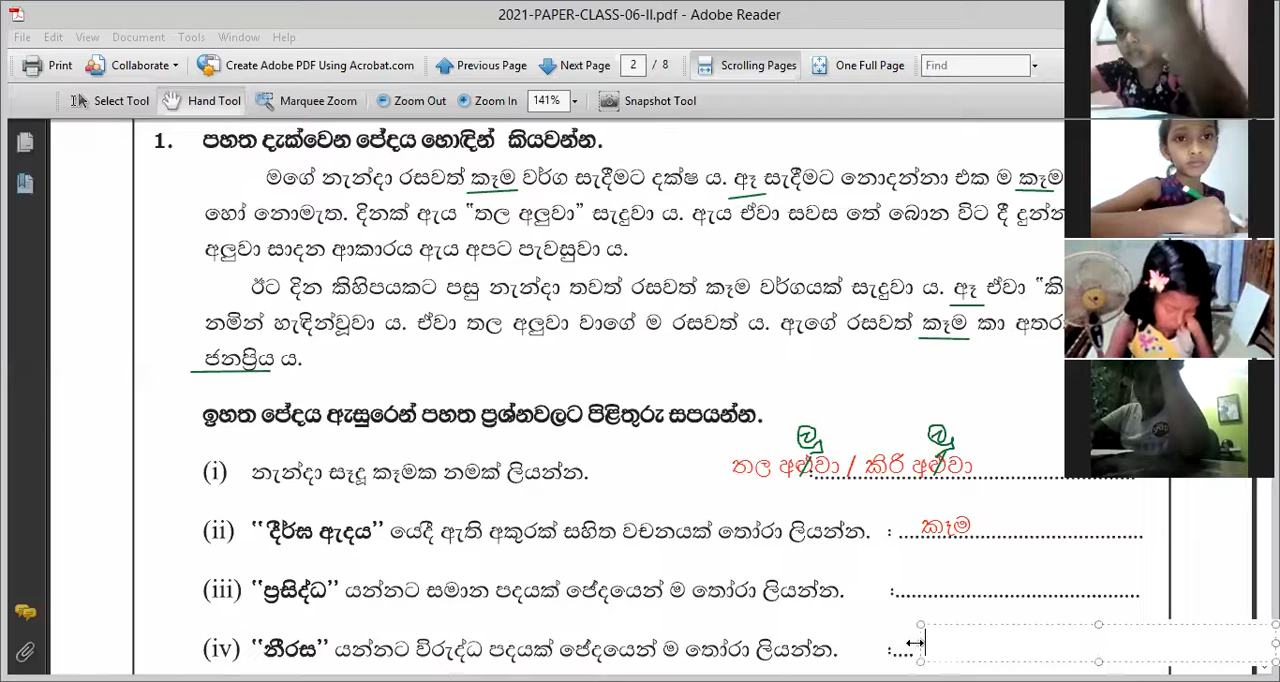 2021-PAPER-CLASS-06-II.pdf - Adobe Reader
File Edit View Document Tools Window Help
Print Collaborate Create Adobe PDF Using Acrobat.com Previous Page Next Page 2 / 8 Scrolling Pages One Full Page Find
Select Tool Hand Tool Marquee Zoom Zoom Out Zoom In 141% Snapshot Tool
1. පහත දැක්වෙන ඡේදය හොඳින් කියවන්න.
මගේ නැන්දා රසවත් කෑම වර්ග සැදීමට දක්ෂ ය. ඈ සැදීමට නොදන්නා එක ම කෑම
හෝ නොමැත. දිනක් ඇය “තල අලුවා” සැදුවා ය. ඇය ඒවා සවස තේ බොන විට දී දුන්න
අලුවා සාදන ආකාරය ඇය අපට පැවසුවා ය.
ඊට දින කිහිපයකට පසු නැන්දා තවත් රසවත් කෑම වර්ගයක් සැදුවා ය. ඈ ඒවා “කි
නමින් හැඳින්වූවා ය. ඒවා තල අලුවා වාගේ ම රසවත් ය. ඇගේ රසවත් කෑම කා අතර
ජනප්‍රිය ය.
ඉහත ඡේදය ඇසුරෙන් පහත ප්‍රශ්නවලට පිළිතුරු සපයන්න.
(i) නැන්දා සෑදූ කෑමක නමක් ලියන්න. තල අළුවා / කිරි අළුවා
ලු ලු
(ii) “දීර්ඝ ඇදය” යෙදී ඇති අකුරක් සහිත වචනයක් තෝරා ලියන්න. : කෑම
(iii) “ප්‍රසිද්ධ” යන්නට සමාන පදයක් ඡේදයෙන් ම තෝරා ලියන්න. :
(iv) “නීරස” යන්නට විරුද්ධ පදයක් ඡේදයෙන් ම තෝරා ලියන්න. :